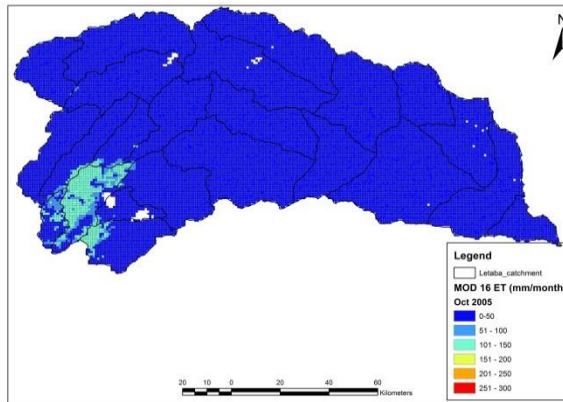 N
Legend
Letaba_catchment
MOD 16 ET (mm/month
Oct 2005
0-50
51 - 100
101 - 150
151 - 200
201 - 250
251 - 300
20 10 0 20 40 60
Kilometers